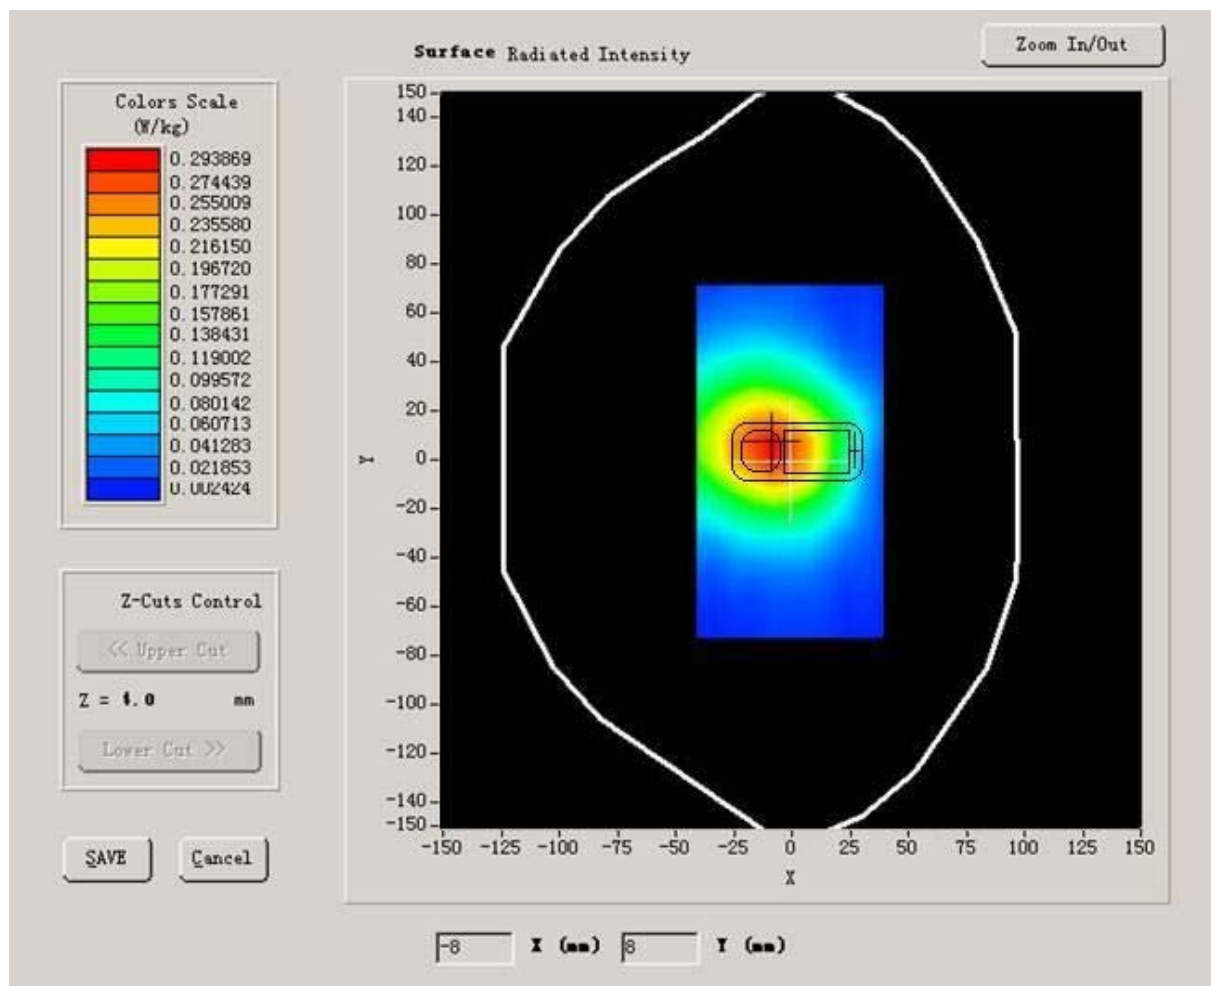 Surface Radiated Intensity
Zoom In/Out
Colors Scale
(W/kg)
0.293869
0.274439
0.255009
0.235580
0.216150
0.196720
0.177291
0.157861
0.138431
0.119002
0.099572
0.080142
0.060713
0.041283
0.021853
0.002424
Z-Cuts Control
<< Upper Cut
Z = 4.0 mm
Lower Cut >>
SAVE
Cancel
150
140
120
100
80
60
40
20
0
-20
-40
-60
-80
-100
-120
-140
-150
Y
-150 -125 -100 -75 -50 -25 0 25 50 75 100 125 150
X
-8 X (mm) 8 Y (mm)